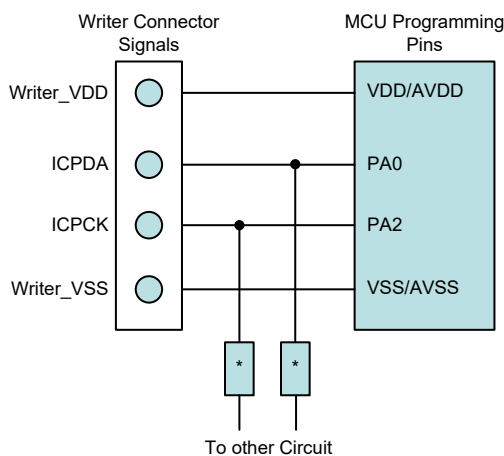 Writer Connector
Signals
MCU Programming
Pins
Writer_VDD
VDD/AVDD
ICPDA
PA0
ICPCK
PA2
Writer_VSS
VSS/AVSS
*
*
To other Circuit